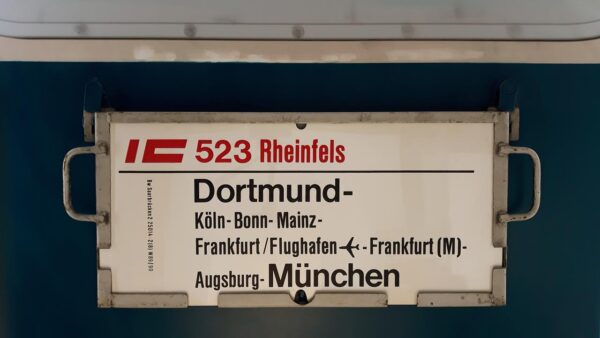 IC 523 Rheinfels
Dortmund-
Köln-Bonn-Mainz-
Frankfurt/Flughafen ✈ - Frankfurt (M)-
Augsburg-München